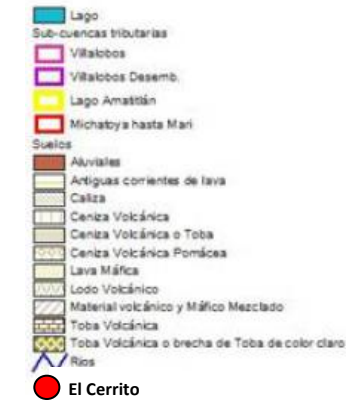 Lago
Sub-cuencas tributarias
Villalobos
Villalobos Desemb.
Lago Amatitlán
Michatoya hasta Mari
Suelos
Aluviales
Antiguas corrientes de lava
Caliza
Ceniza Volcánica
Ceniza Volcánica o Toba
Ceniza Volcánica Pomácea
Lava Máfica
Lodo Volcánico
Material volcánico y Máfico Mezclado
Toba Volcánica
Toba Volcánica o brecha de Toba de color claro
Rios
El Cerrito